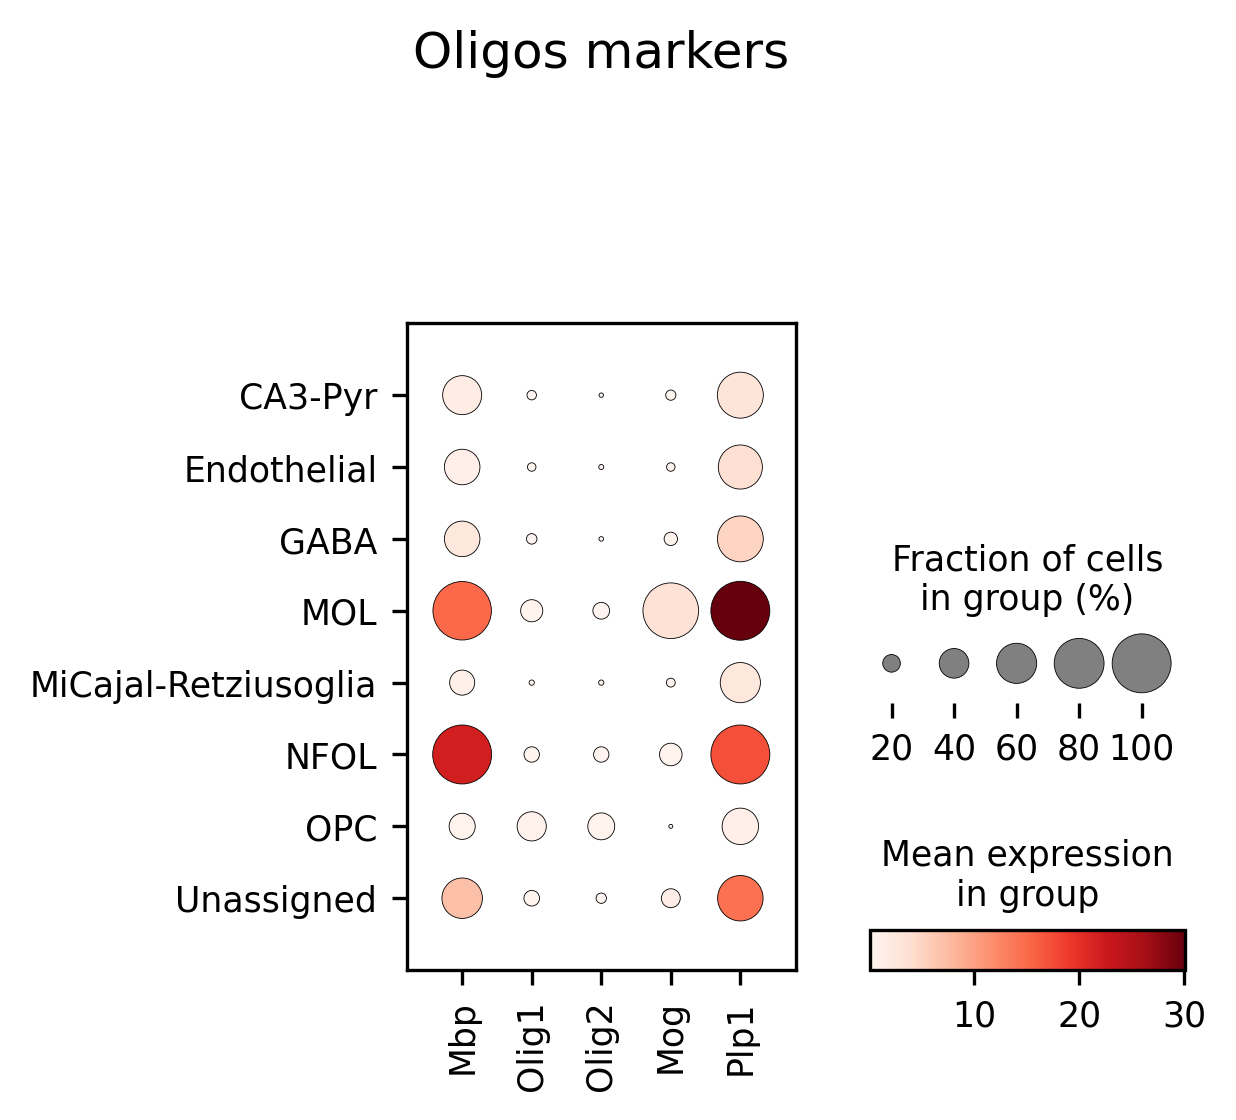 Oligos markers
CA3-Pyr
Endothelial
GABA
MOL
MiCajal-Retziusoglia
NFOL
OPC
Unassigned
Mbp
Olig1
Olig2
Mog
Plp1
Fraction of cells
in group (%)
20 40 60 80 100
Mean expression
in group
10 20 30